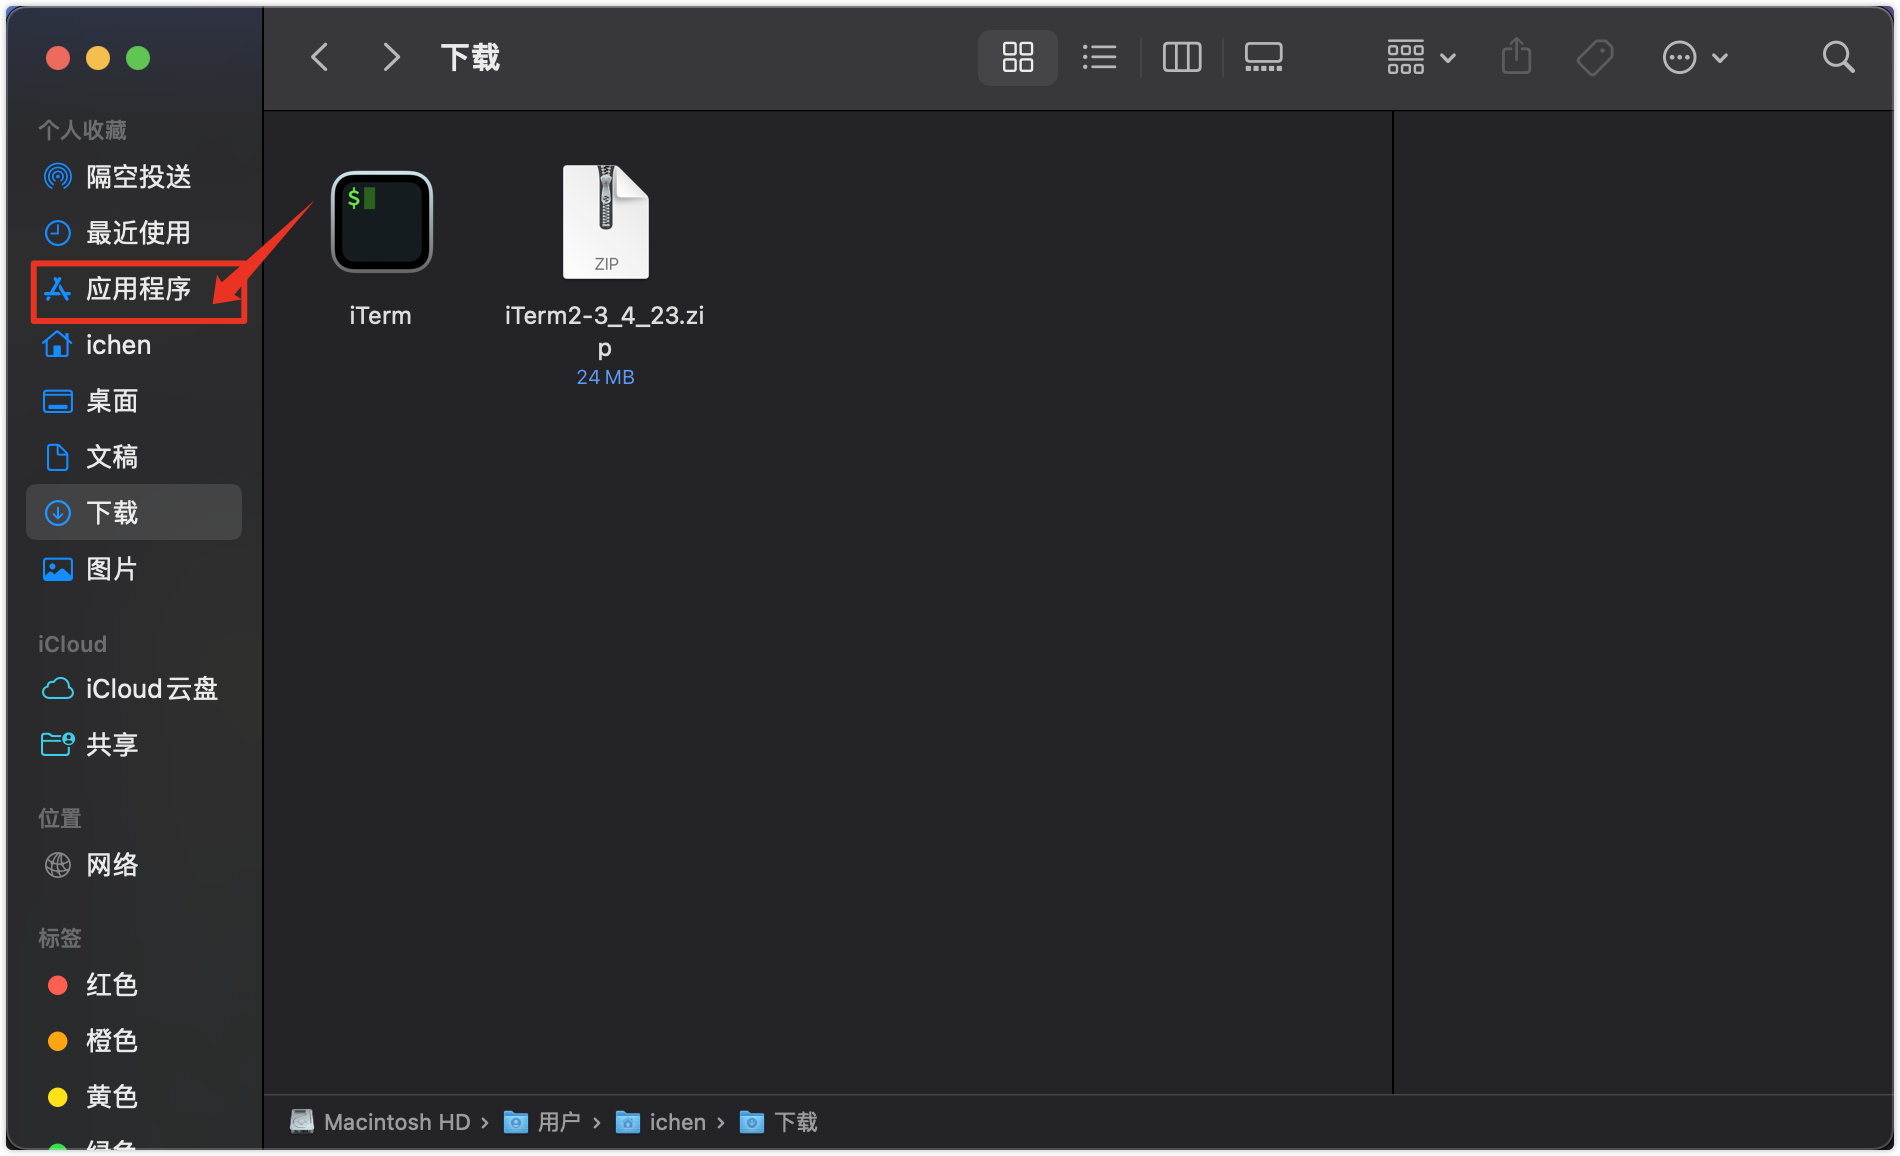 下载
个人收藏
隔空投送
最近使用
应用程序
ichen
桌面
文稿
下载
图片
iCloud
iCloud云盘
共享
位置
网络
标签
红色
橙色
黄色
绿色
$
iTerm
ZIP
iTerm2-3_4_23.zi
p
24 MB
Macintosh HD › 用户 › ichen › 下载